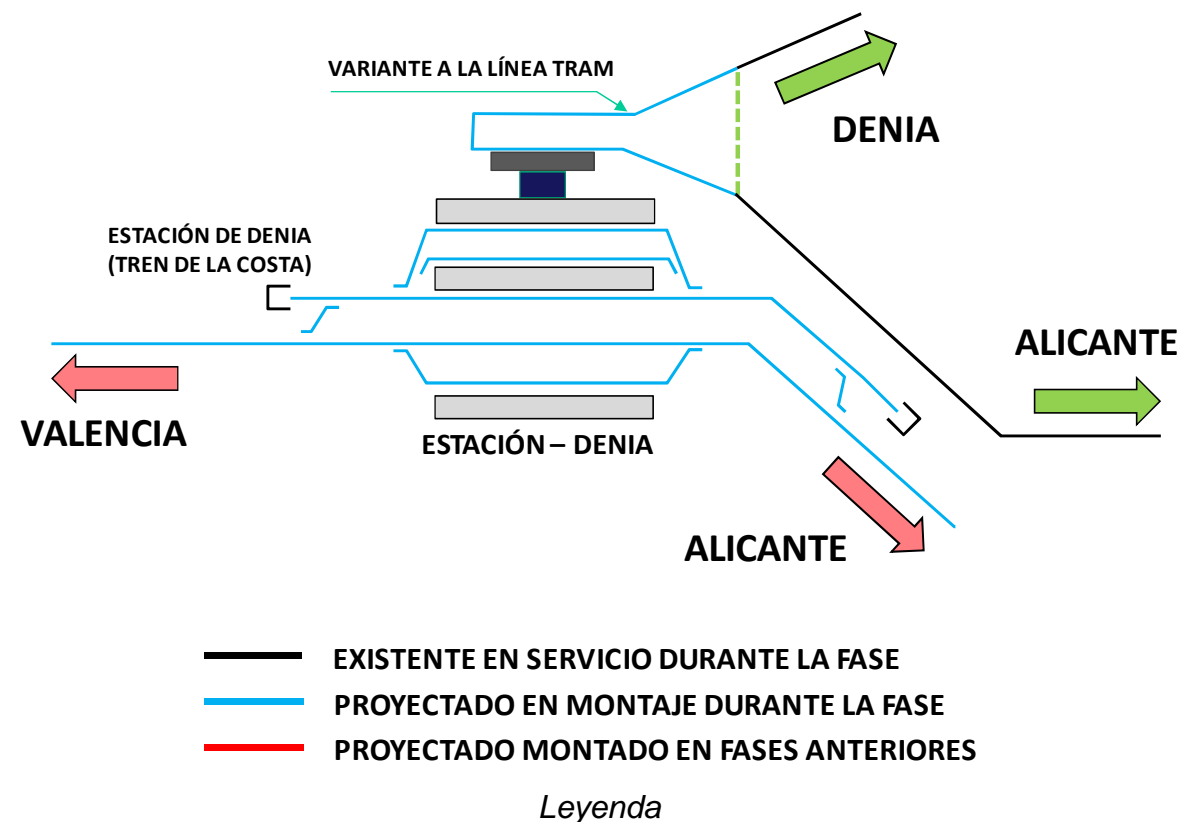 VARIANTE A LA LÍNEA TRAM
DENIA
ESTACIÓN DE DENIA
(TREN DE LA COSTA)
ALICANTE
VALENCIA
ESTACIÓN – DENIA
ALICANTE
EXISTENTE EN SERVICIO DURANTE LA FASE
PROYECTADO EN MONTAJE DURANTE LA FASE
PROYECTADO MONTADO EN FASES ANTERIORES
Leyenda